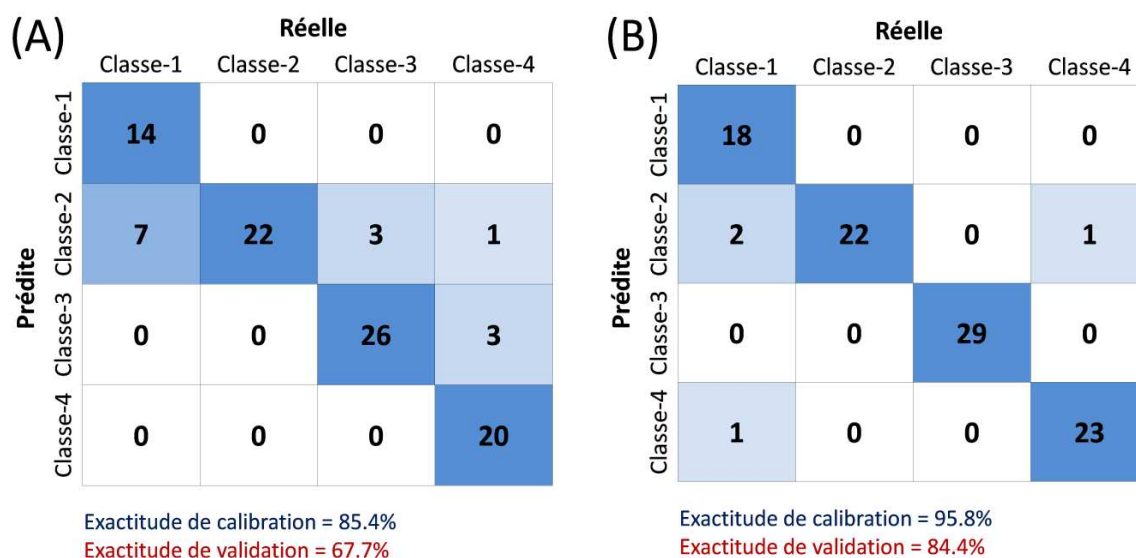 (A)
Réelle
Classe-1 Classe-2 Classe-3 Classe-4
Prédite
Classe-1 14 0 0 0
Classe-2 7 22 3 1
Classe-3 0 0 26 3
Classe-4 0 0 0 20
Exactitude de calibration = 85.4%
Exactitude de validation = 67.7%
(B)
Réelle
Classe-1 Classe-2 Classe-3 Classe-4
Prédite
Classe-1 18 0 0 0
Classe-2 2 22 0 1
Classe-3 0 0 29 0
Classe-4 1 0 0 23
Exactitude de calibration = 95.8%
Exactitude de validation = 84.4%